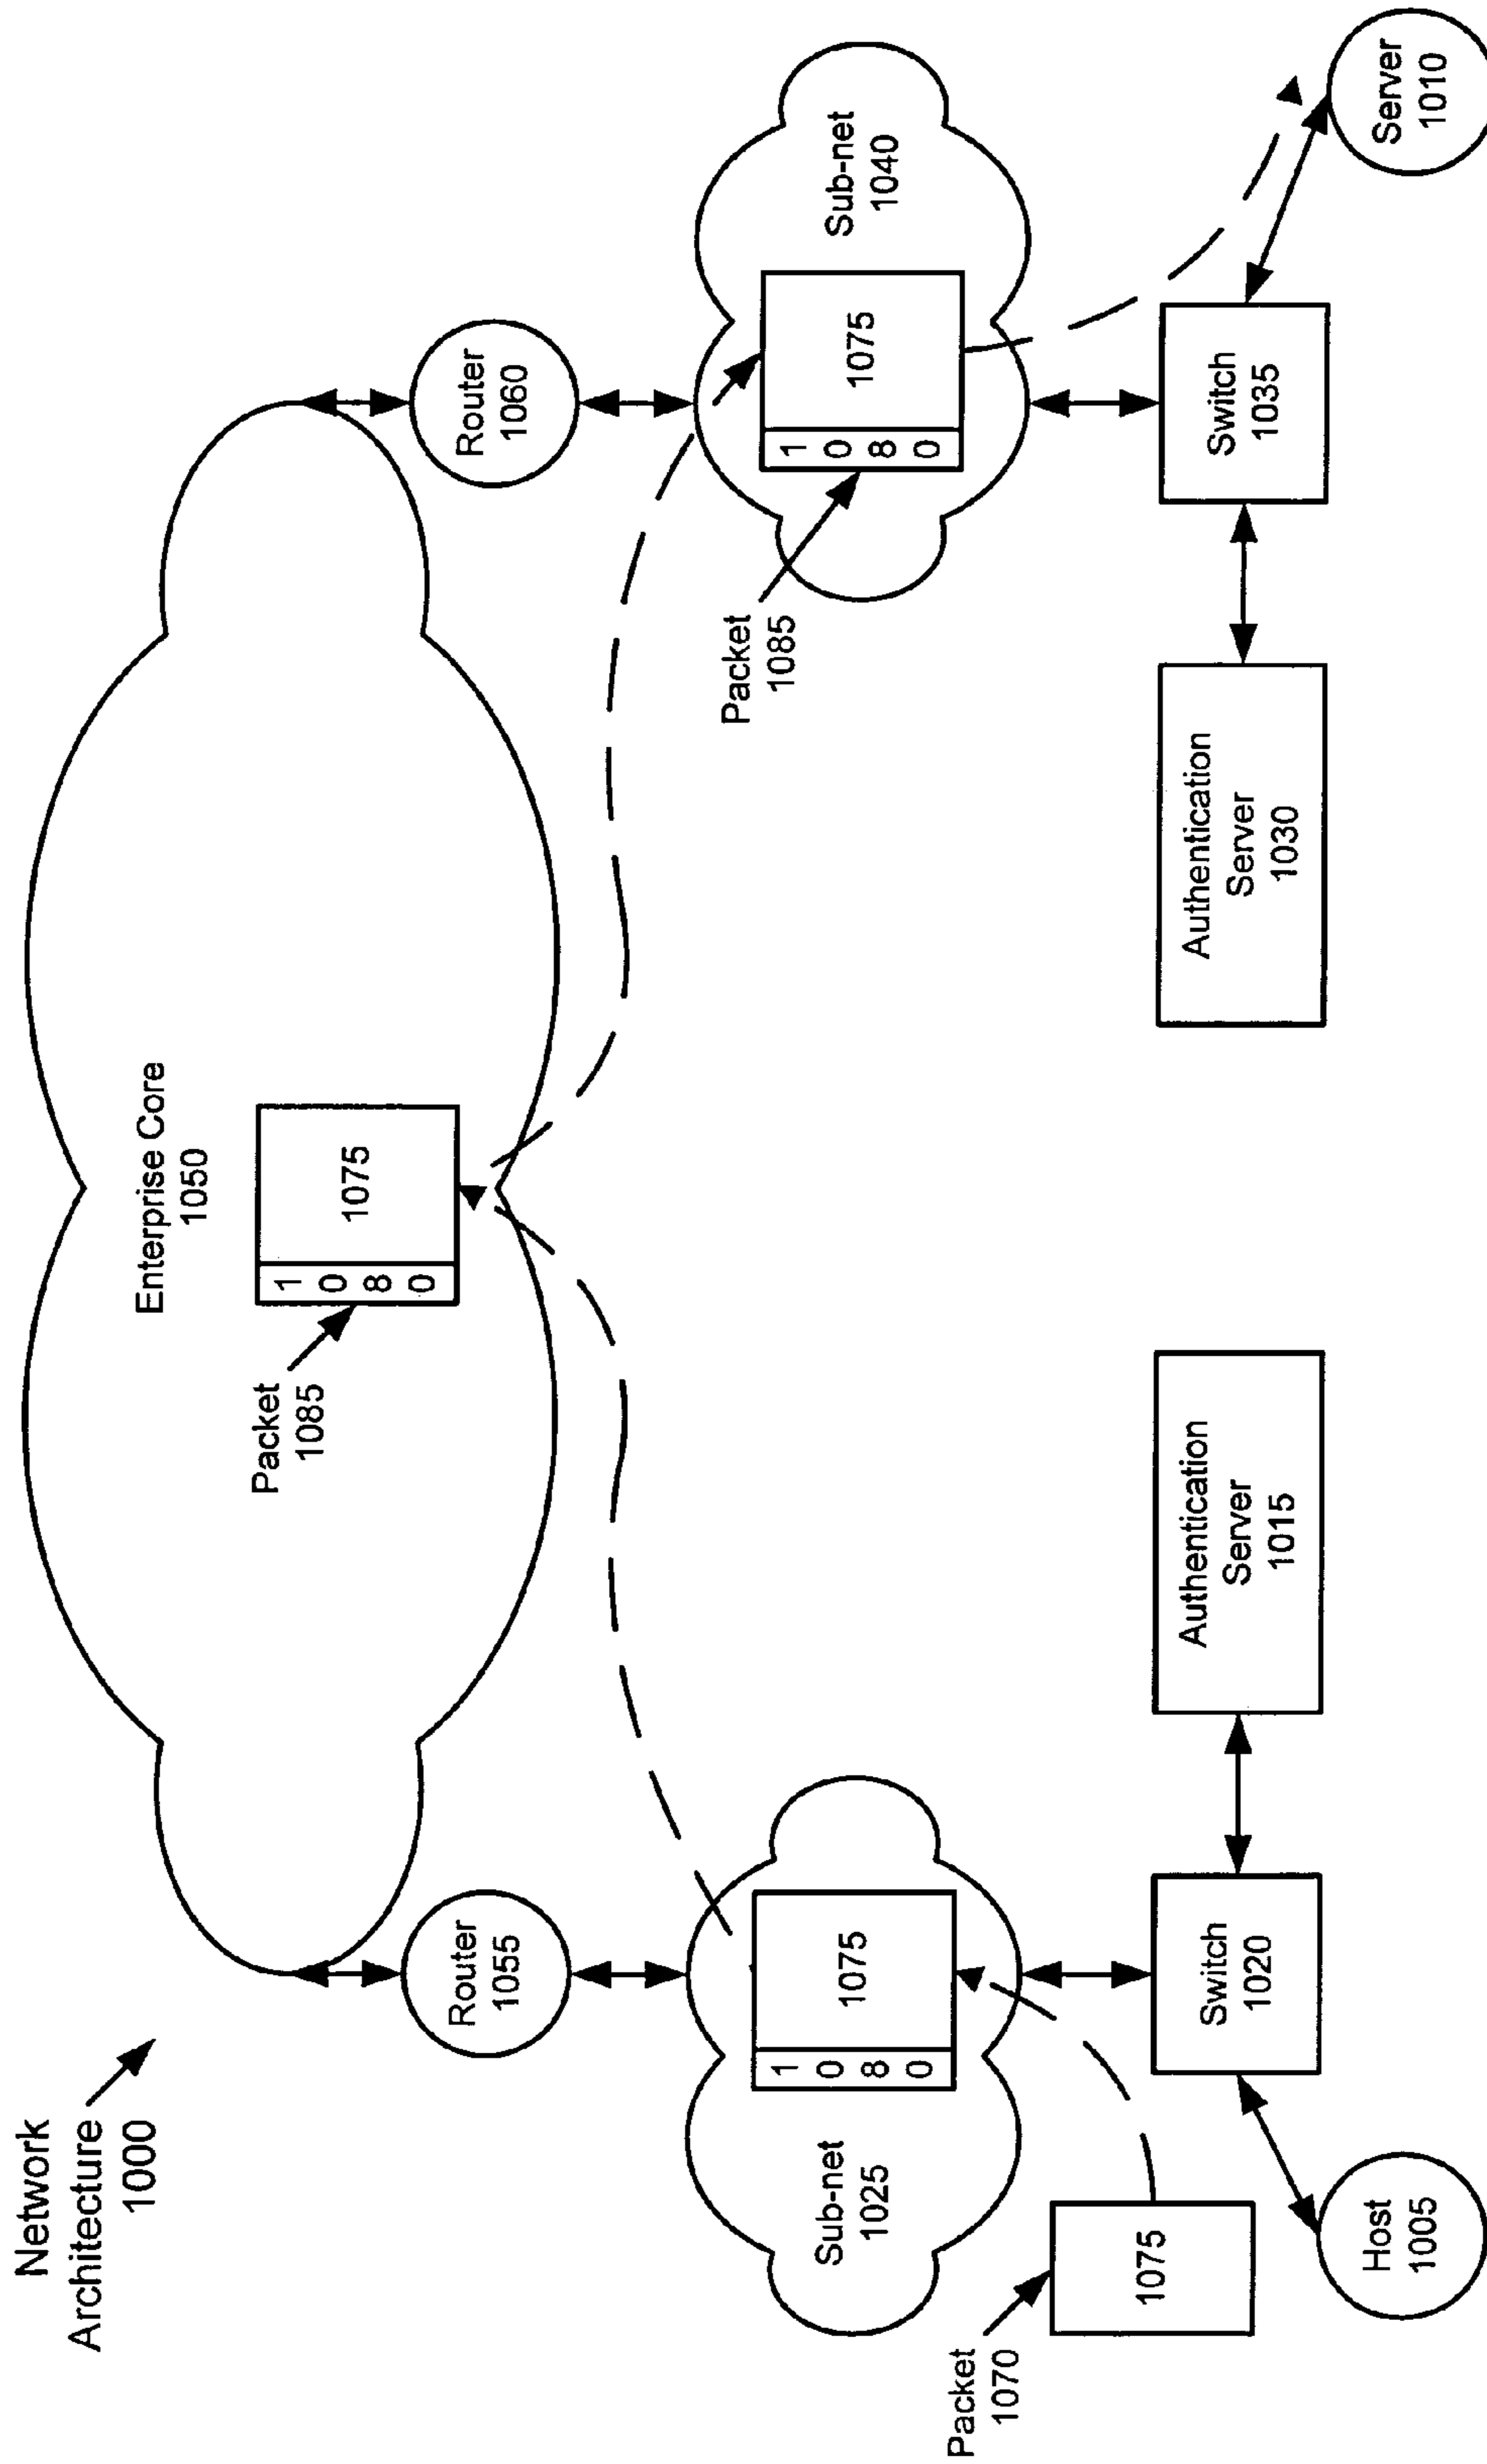 Network
Architecture
1000
Enterprise Core
1050
Packet
1085
1
0
8
0
1075
Router
1055
Router
1060
Sub-net
1025
1
0
8
0
1075
Packet
1085
1
0
8
0
1075
Sub-net
1040
Packet
1070
1075
Host
1005
Switch
1020
Authentication
Server
1015
Authentication
Server
1030
Switch
1035
Server
1010